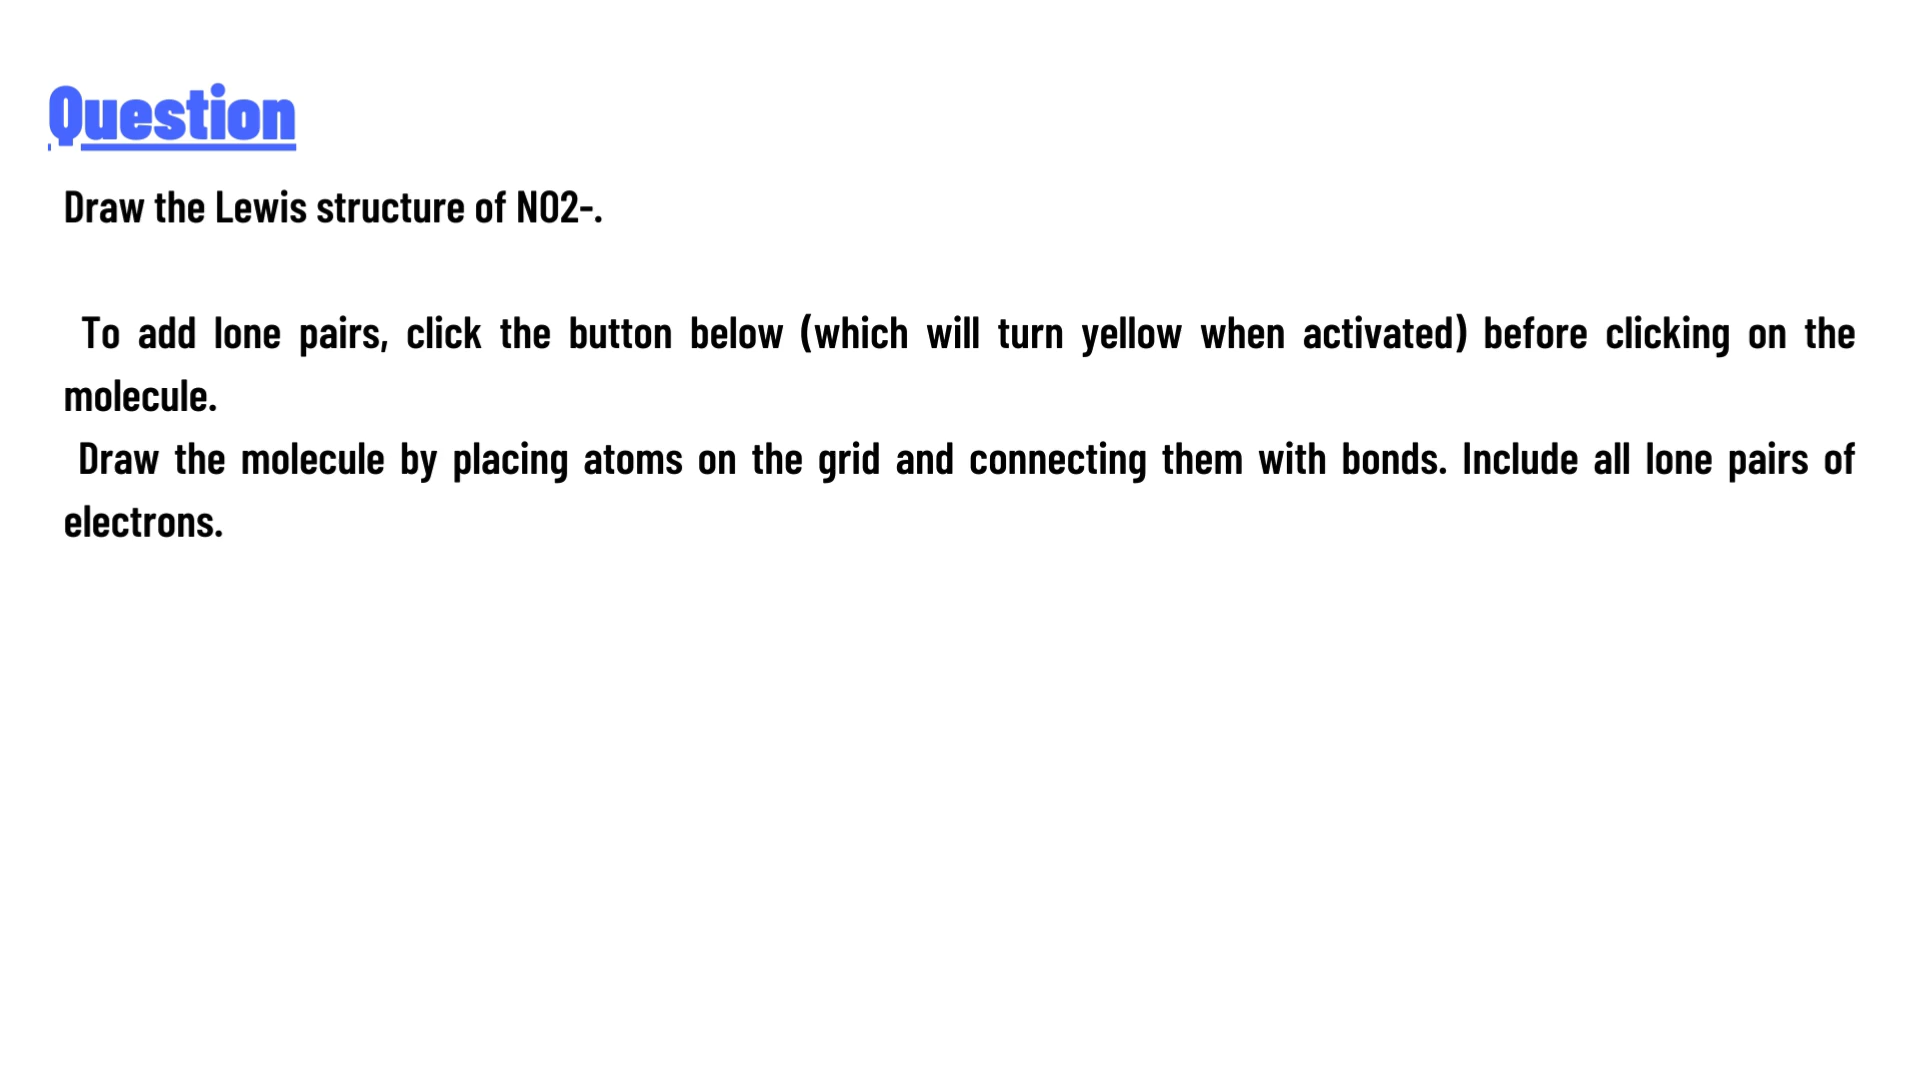 Question
Draw the Lewis structure of NO2-.
To add lone pairs, click the button below (which will turn yellow when activated) before clicking on the
molecule.
Draw the molecule by placing atoms on the grid and connecting them with bonds. Include all lone pairs of
electrons.